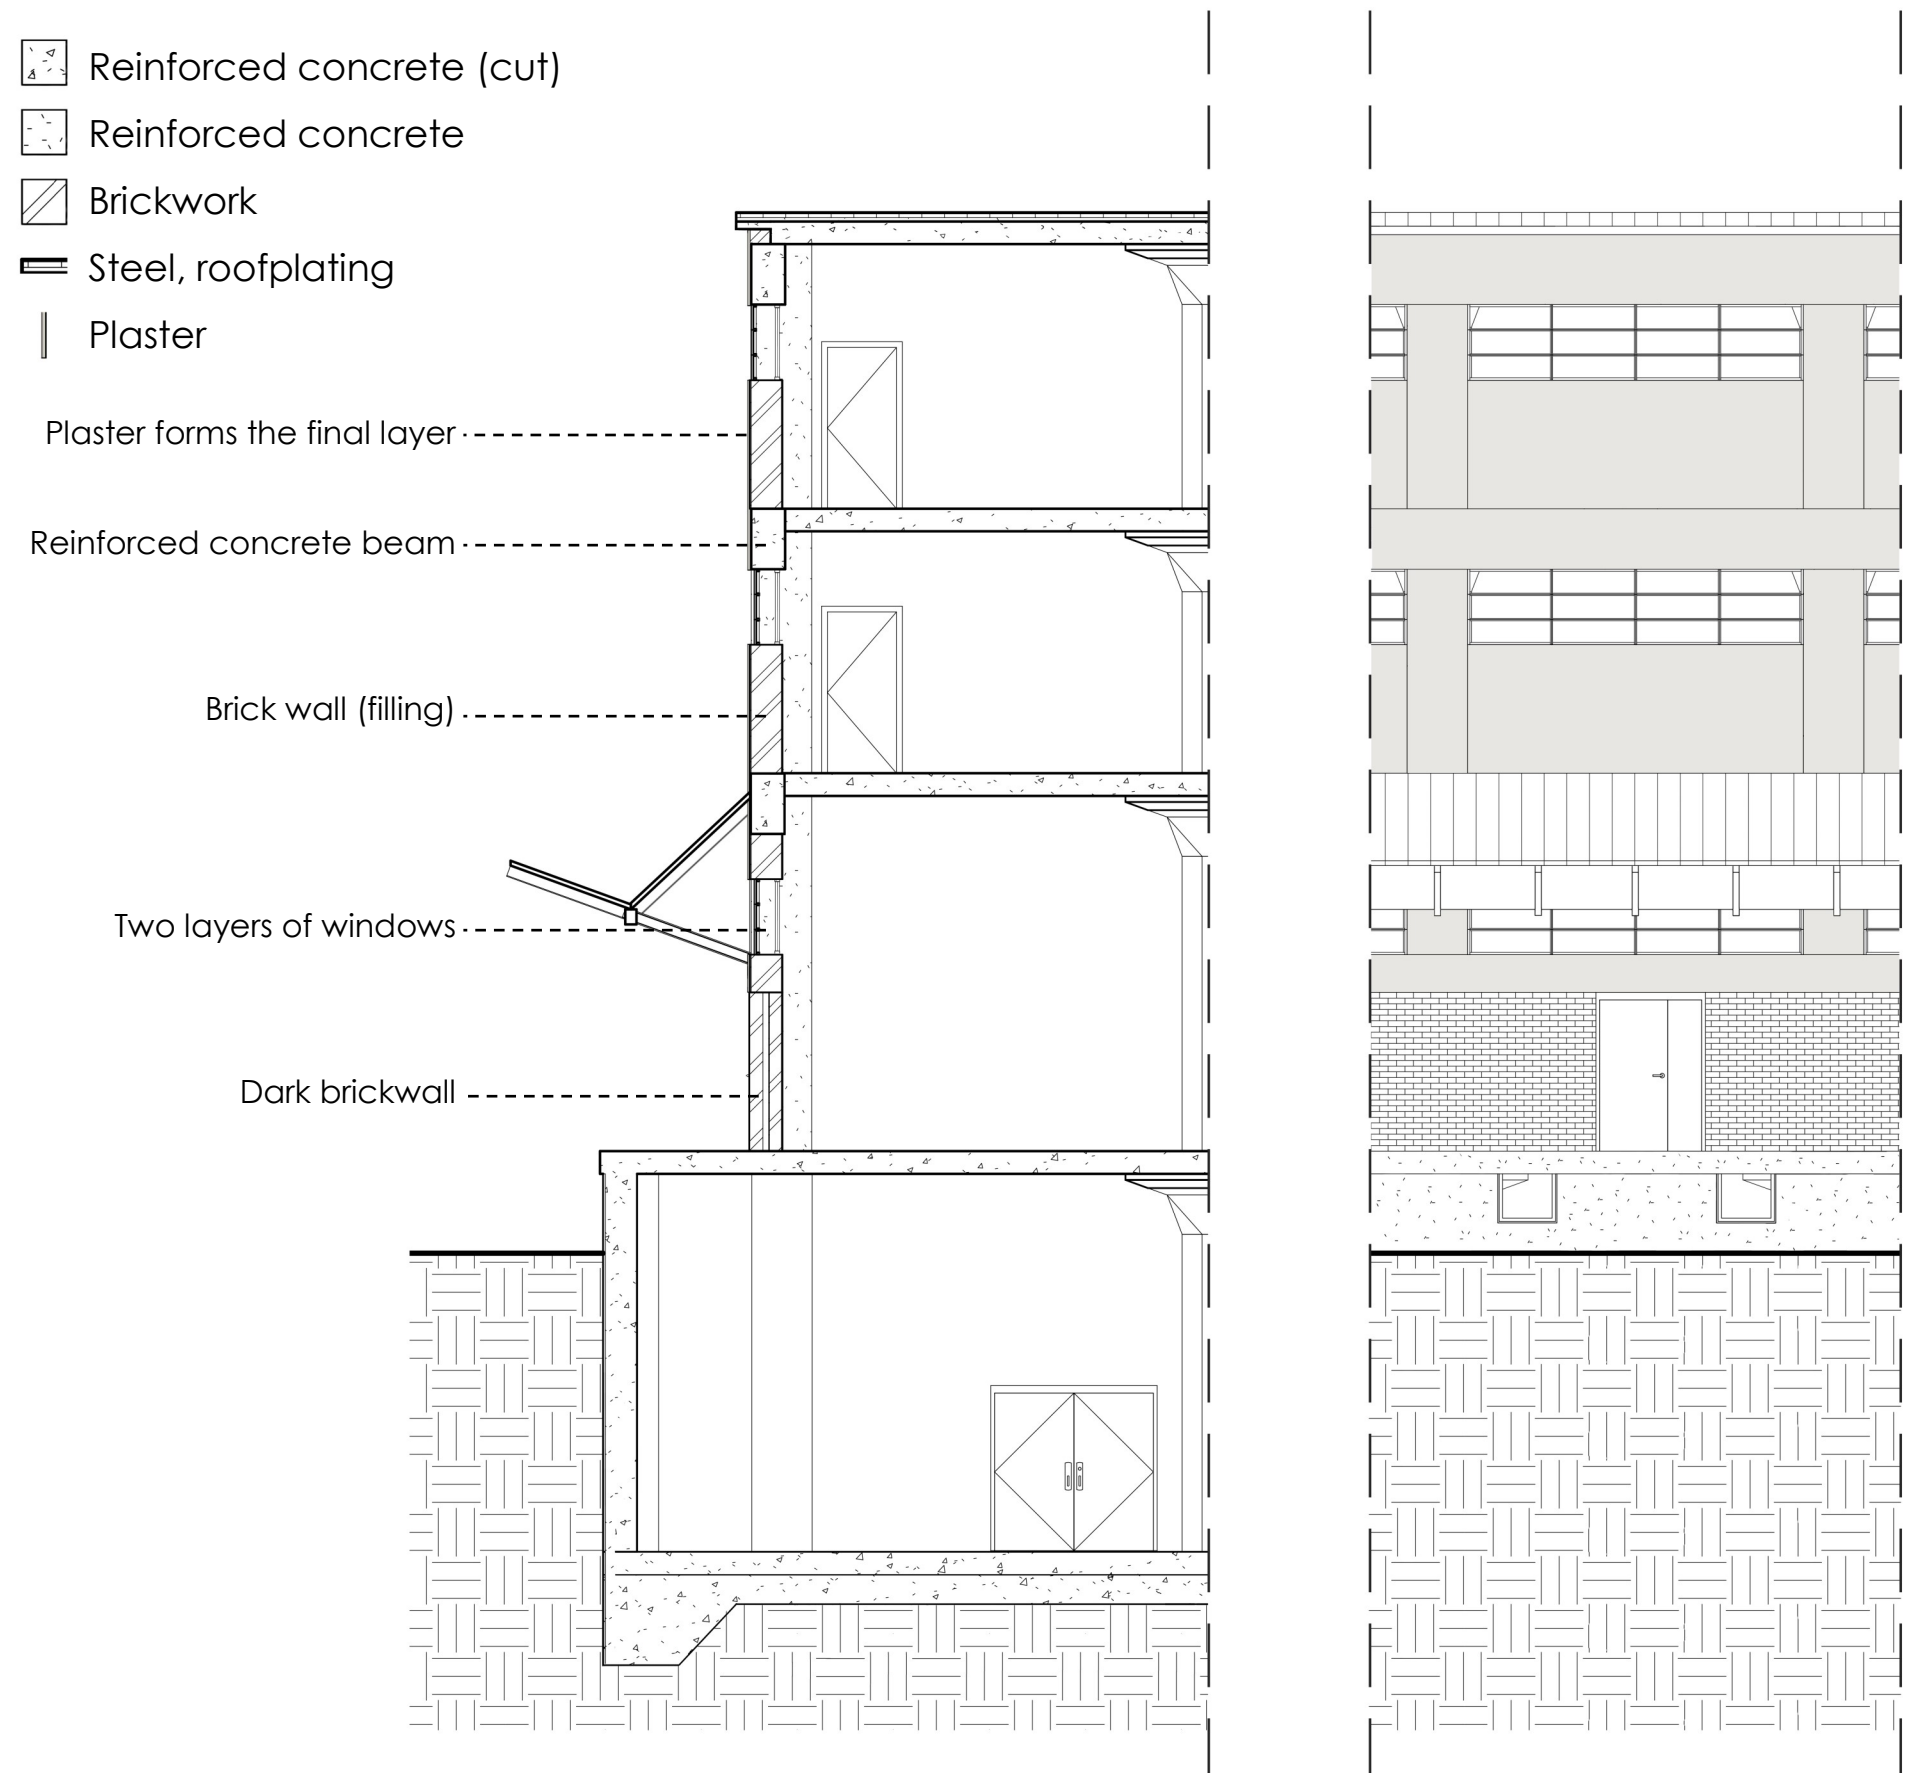 Reinforced concrete (cut)
Reinforced concrete
Brickwork
Steel, roofplating
Plaster
Plaster forms the final layer
Reinforced concrete beam
Brick wall (filling)
Two layers of windows
Dark brickwall